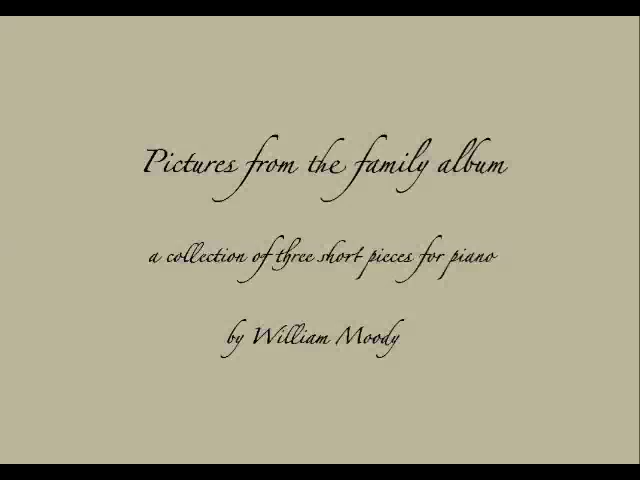 Pictures from the family album
a collection of three short pieces for piano
by William Moody